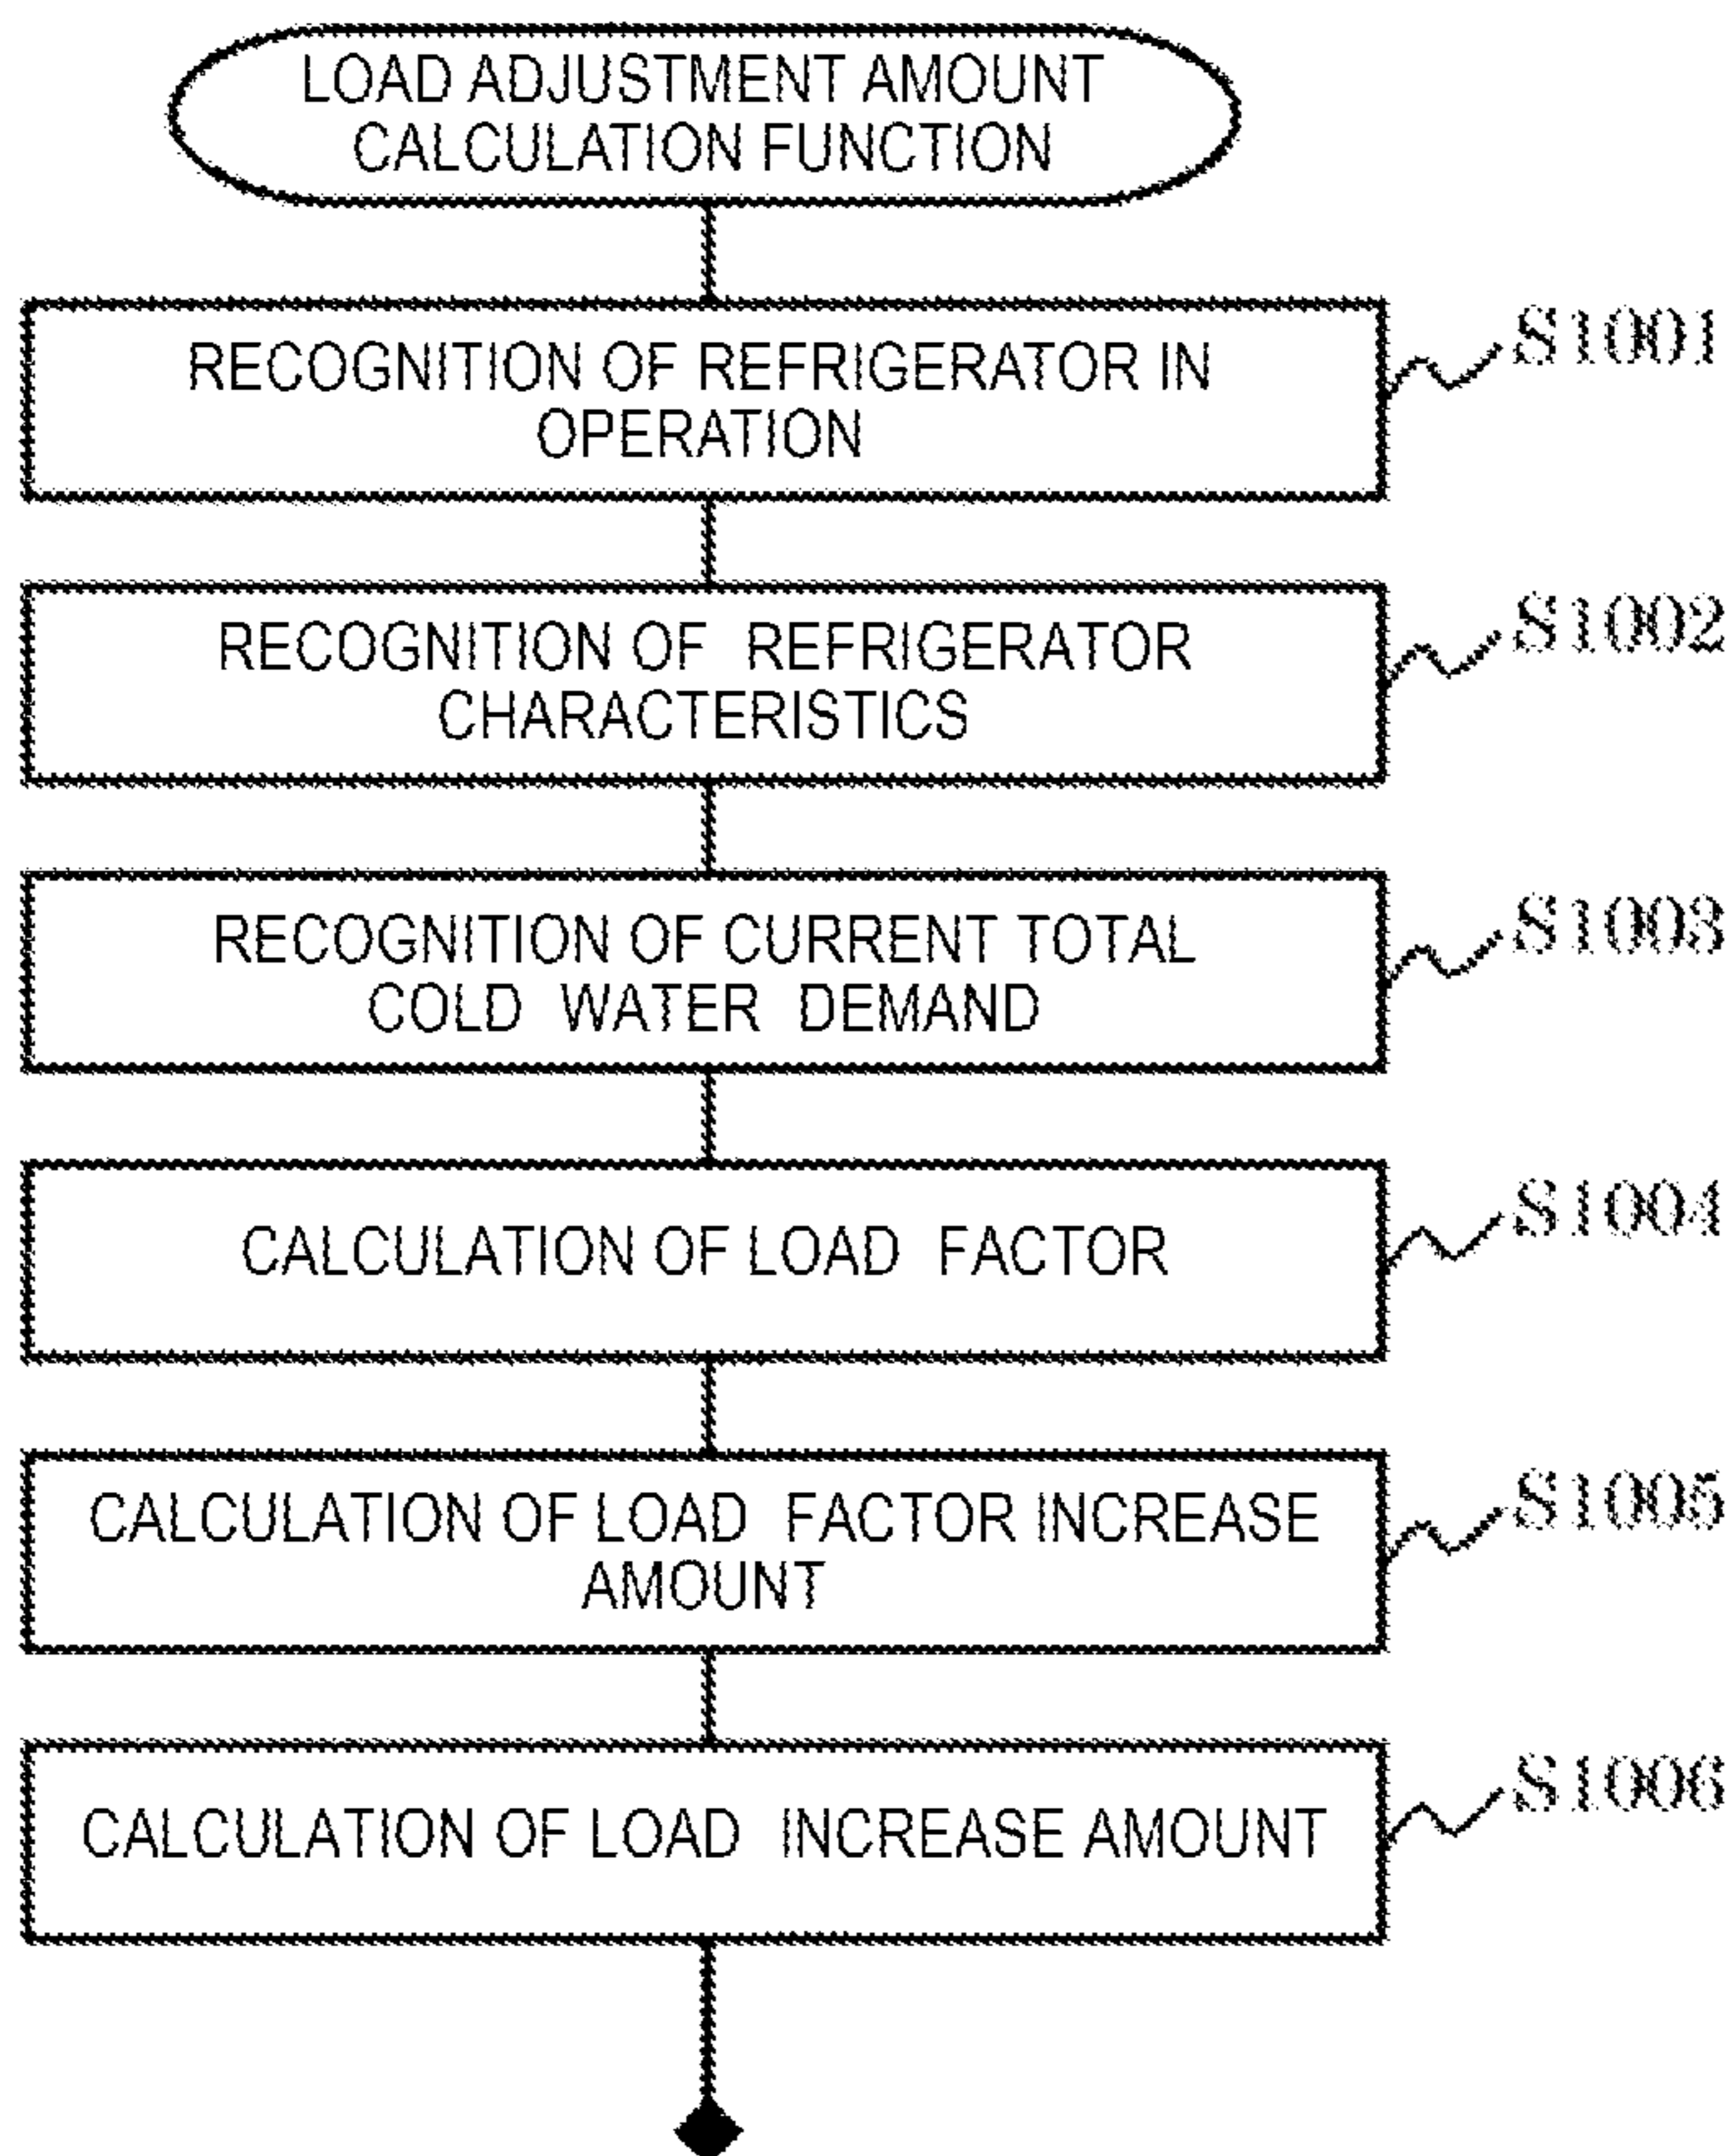 LOAD ADJUSTMENT AMOUNT
CALCULATION FUNCTION
RECOGNITION OF REFRIGERATOR IN
OPERATION
S1001
RECOGNITION OF REFRIGERATOR
CHARACTERISTICS
S1002
RECOGNITION OF CURRENT TOTAL
COLD WATER DEMAND
S1003
CALCULATION OF LOAD FACTOR
S1004
CALCULATION OF LOAD FACTOR INCREASE
AMOUNT
S1005
CALCULATION OF LOAD INCREASE AMOUNT
S1006